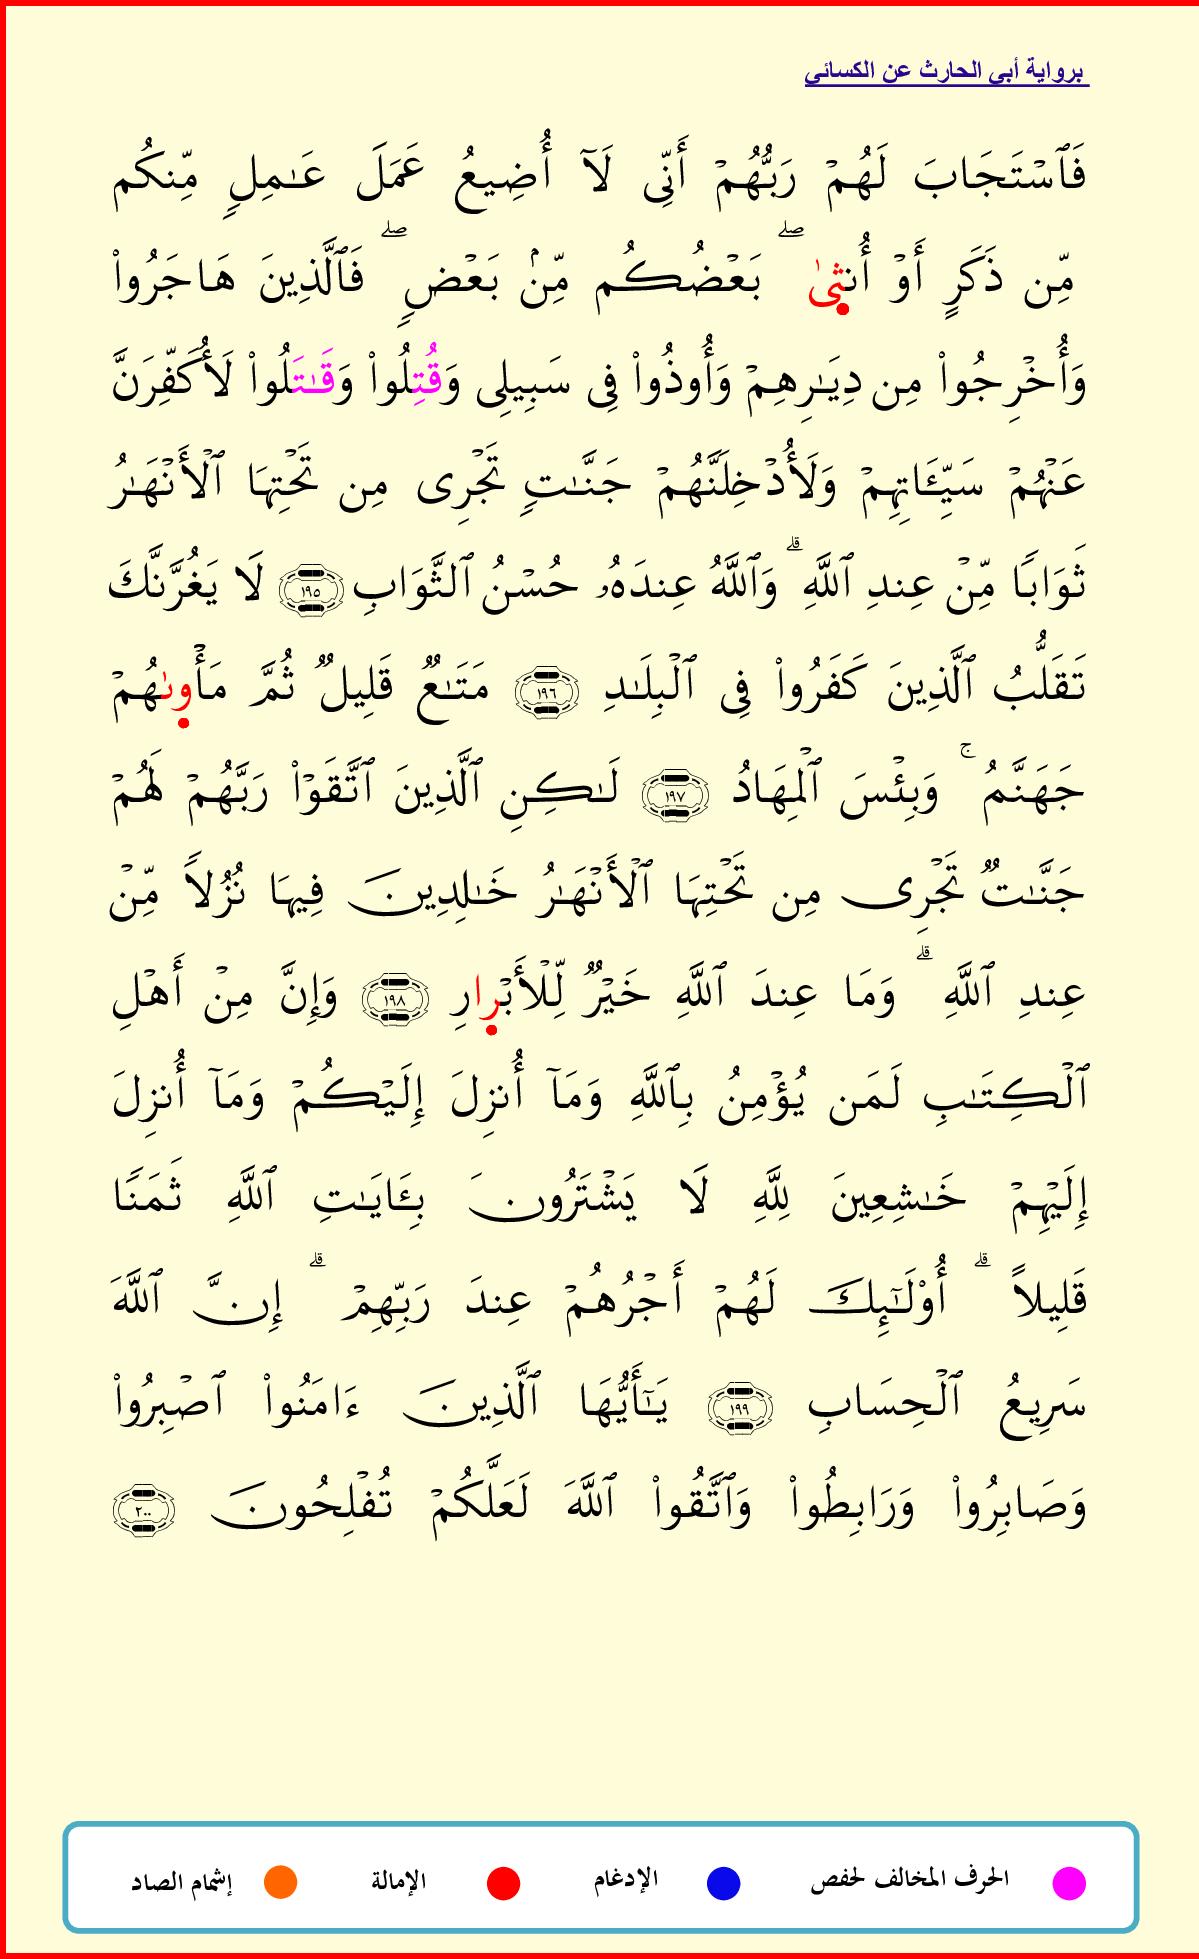 برواية أبي الحارث عن الكسائي
فَٱسۡتَجَابَ لَهُمۡ رَبُّهُمۡ أَنِّى لَآ أُضِيعُ عَمَلَ عَـٰمِلٍ مِّنكُم
مِّن ذَكَرٍ أَوۡ أُنثِىٰ ۖ بَعۡضُكُم مِّنۢ بَعۡضٍ ۖ فَٱلَّذِينَ هَاجَرُوا۟
وَأُخۡرِجُوا۟ مِن دِيَـٰرِهِمۡ وَأُوذُوا۟ فِى سَبِيلِى وَقُتِلُوا۟ وَقَـٰتَلُوا۟ لَأُكَفِّرَنَّ
عَنۡهُمۡ سَيِّـَٔاتِهِمۡ وَلَأُدۡخِلَنَّهُمۡ جَنَّـٰتٍ تَجۡرِى مِن تَحۡتِهَا ٱلۡأَنۡهَـٰرُ
ثَوَابًا مِّنۡ عِندِ ٱللَّهِ ۗ وَٱللَّهُ عِندَهُۥ حُسۡنُ ٱلثَّوَابِ ١٩٥ لَا يَغُرَّنَّكَ
تَقَلُّبُ ٱلَّذِينَ كَفَرُوا۟ فِى ٱلۡبِلَـٰدِ ١٩٦ مَتَـٰعٌ قَلِيلٌ ثُمَّ مَأۡوِىٰهُمۡ
جَهَنَّمُ ۚ وَبِئۡسَ ٱلۡمِهَادُ ١٩٧ لَـٰكِنِ ٱلَّذِينَ ٱتَّقَوۡا۟ رَبَّهُمۡ لَهُمۡ
جَنَّـٰتٌ تَجۡرِى مِن تَحۡتِهَا ٱلۡأَنۡهَـٰرُ خَـٰلِدِينَ فِيهَا نُزُلًا مِّنۡ
عِندِ ٱللَّهِ ۗ وَمَا عِندَ ٱللَّهِ خَيۡرٌ لِّلۡأَبۡرِارِ ١٩٨ وَإِنَّ مِنۡ أَهۡلِ
ٱلۡكِتَـٰبِ لَمَن يُؤۡمِنُ بِٱللَّهِ وَمَآ أُنزِلَ إِلَيۡكُمۡ وَمَآ أُنزِلَ
إِلَيۡهِمۡ خَـٰشِعِينَ لِلَّهِ لَا يَشۡتَرُونَ بِـَٔايَـٰتِ ٱللَّهِ ثَمَنًا
قَلِيلًا ۗ أُو۟لَـٰٓئِكَ لَهُمۡ أَجۡرُهُمۡ عِندَ رَبِّهِمۡ ۗ إِنَّ ٱللَّهَ
سَرِيعُ ٱلۡحِسَابِ ١٩٩ يَـٰٓأَيُّهَا ٱلَّذِينَ ءَامَنُوا۟ ٱصۡبِرُوا۟
وَصَابِرُوا۟ وَرَابِطُوا۟ وَٱتَّقُوا۟ ٱللَّهَ لَعَلَّكُمۡ تُفۡلِحُونَ ٢٠٠
الحرف المخالف لحفص الإدغام الإمالة إشمام الصاد